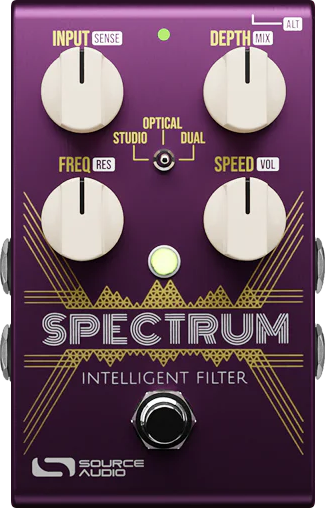 ALT
INPUT SENSE
DEPTH MIX
OPTICAL
STUDIO DUAL
FREQ RES
SPEED VOL
SPECTRUM
INTELLIGENT FILTER
SOURCE
AUDIO